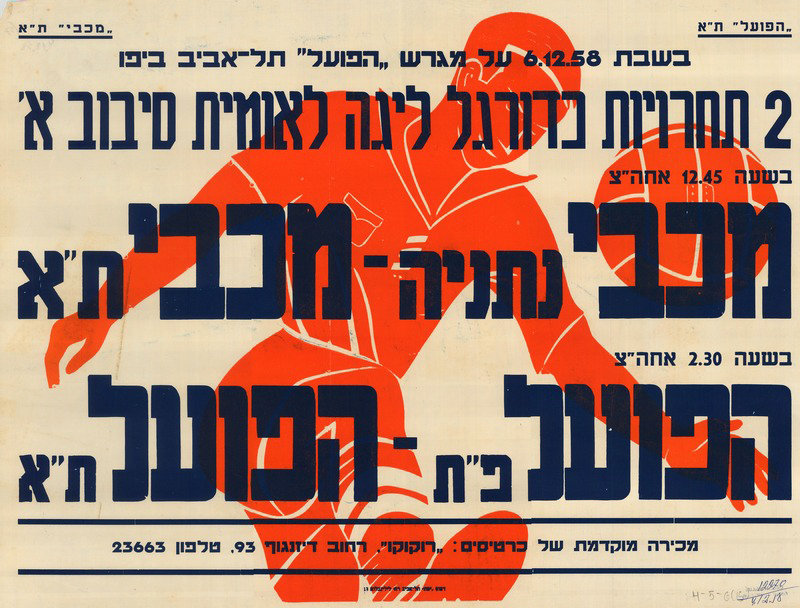 „הפועל” ת״א
„מכבי” ת״א
בשבת 6.12.58 על מגרש „הפועל” תל-אביב ביפו
2 תחרויות כדורגל ליגה לאומית סיבוב א׳
בשעה 12.45 אחה״צ
מכבי נתניה - מכבי ת״א
בשעה 2.30 אחה״צ
הפועל פ״ת - הפועל ת״א
מכירה מוקדמת של כרטיסים: „רוקוקו”, רחוב דיזנגוף 93, טלפון 23663